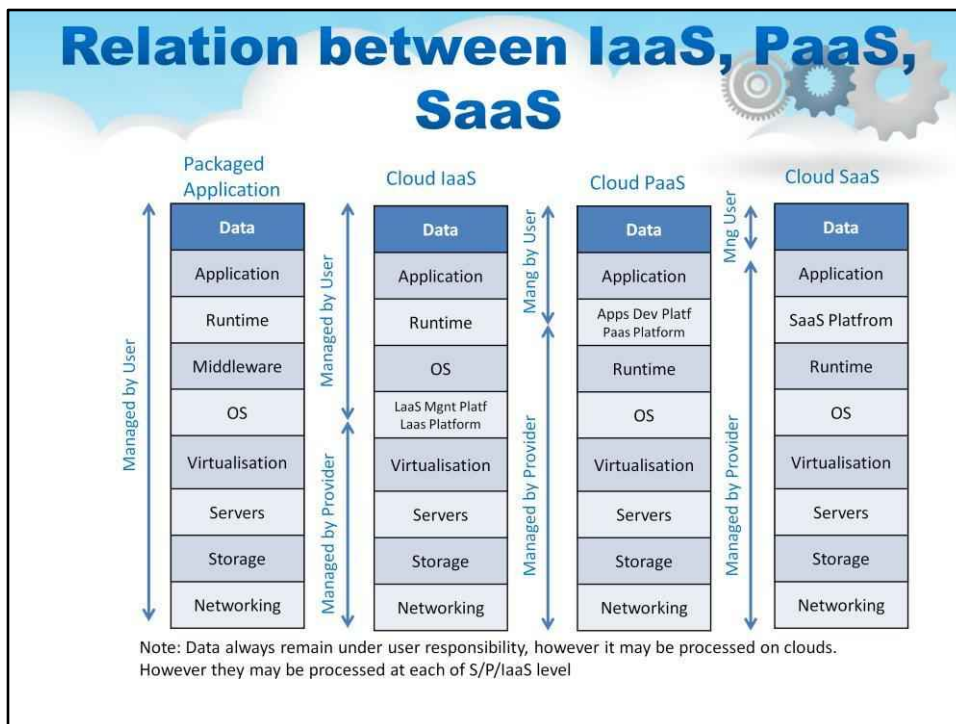 Relation between IaaS, PaaS,
SaaS
Packaged
Application
Managed by User
Data
Application
Runtime
Middleware
OS
Virtualisation
Servers
Storage
Networking
Cloud IaaS
Managed by User
Managed by Provider
Data
Application
Runtime
OS
LaaS Mgnt Platf
Laas Platform
Virtualisation
Servers
Storage
Networking
Cloud PaaS
Mang by User
Managed by Provider
Data
Application
Apps Dev Platf
Paas Platform
Runtime
OS
Virtualisation
Servers
Storage
Networking
Cloud SaaS
Mng User
Managed by Provider
Data
Application
SaaS Platfrom
Runtime
OS
Virtualisation
Servers
Storage
Networking
Note: Data always remain under user responsibility, however it may be processed on clouds.
However they may be processed at each of S/P/IaaS level